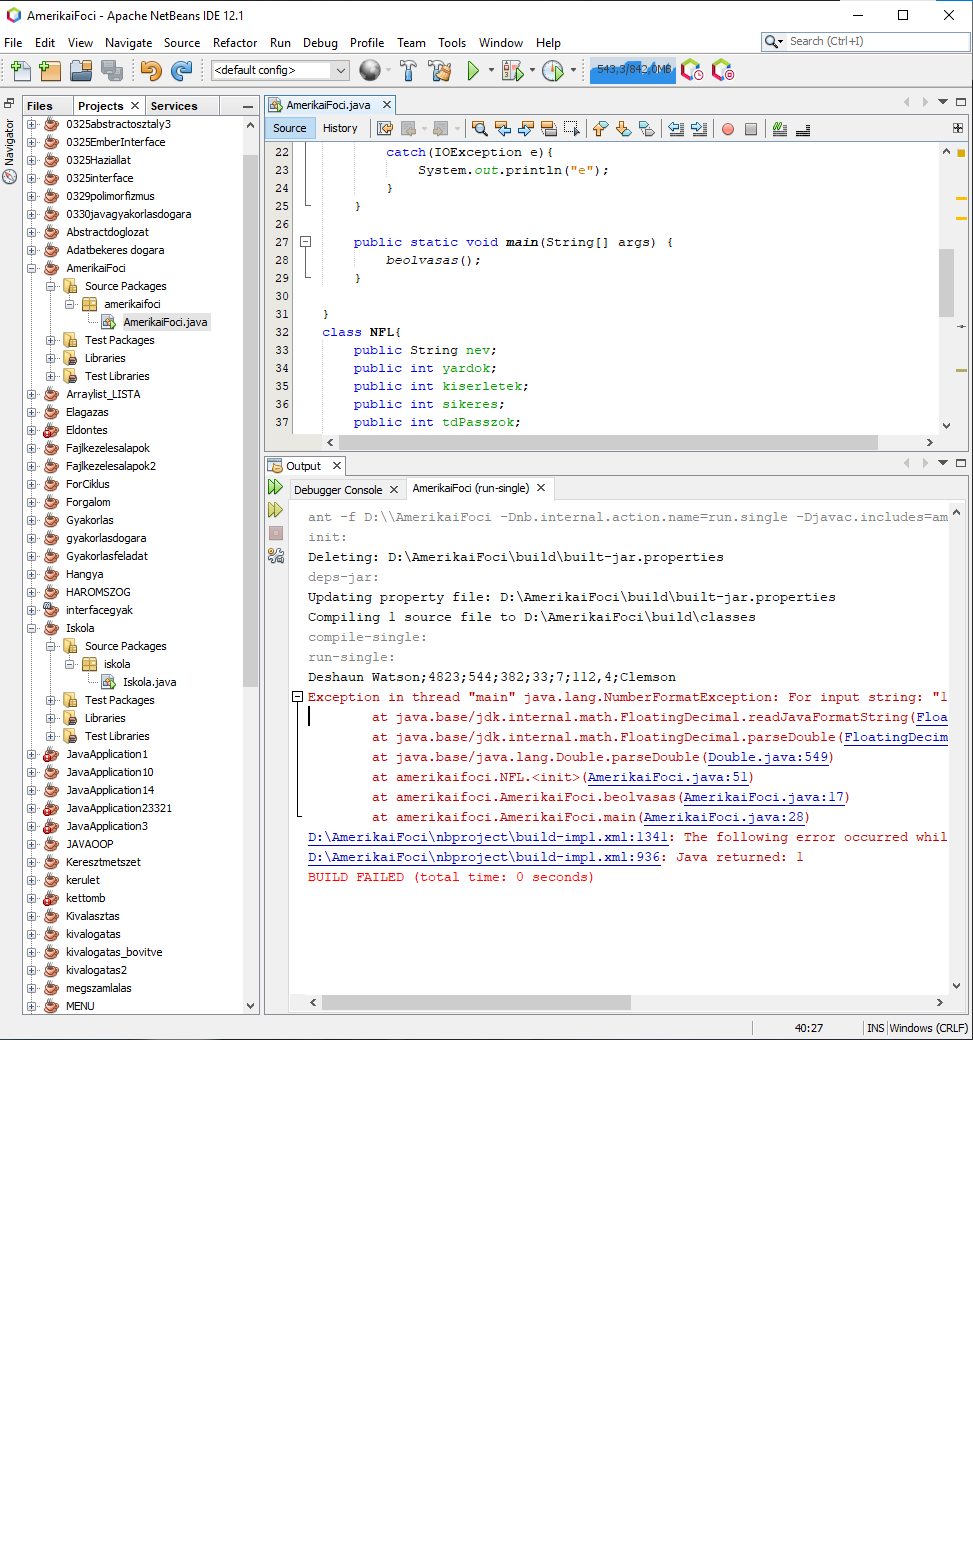 AmerikaiFoci - Apache NetBeans IDE 12.1
File Edit View Navigate Source Refactor Run Debug Profile Team Tools Window Help
Search (Ctrl+I)
<default config>
543,3/842,0MB
Navigator
Files Projects Services
0325abstractosztaly3
0325EmberInterface
0325Haziallat
0325interface
0329polimorfizmus
0330javagyakorlasdogara
Abstractdoglozat
Adatbekeres dogara
AmerikaiFoci
Source Packages
amerikaifoci
AmerikaiFoci.java
Test Packages
Libraries
Test Libraries
Arraylist_LISTA
Elagazas
Eldontes
Fajlkezelesalapok
Fajlkezelesalapok2
ForCiklus
Forgalom
Gyakorlas
gyakorlasdogara
Gyakorlasfeladat
Hangya
HAROMSZOG
interfacegyak
Iskola
Source Packages
iskola
Iskola.java
Test Packages
Libraries
Test Libraries
JavaApplication1
JavaApplication10
JavaApplication14
JavaApplication23321
JavaApplication3
JAVAOOP
Keresztmetszet
kerulet
kettomb
Kivalasztas
kivalogatas
kivalogatas_bovitve
kivalogatas2
megszamlalas
MENU
AmerikaiFoci.java
Source History
22 catch(IOException e){
23 System.out.println("e");
24 }
25 }
26
27 public static void main(String[] args) {
28 beolvasas();
29 }
30
31 }
32 class NFL{
33 public String nev;
34 public int yardok;
35 public int kiserletek;
36 public int sikeres;
37 public int tdPasszok;
Output
Debugger Console AmerikaiFoci (run-single)
ant -f D:\\AmerikaiFoci -Dnb.internal.action.name=run.single -Djavac.includes=am
init:
Deleting: D:\AmerikaiFoci\build\built-jar.properties
deps-jar:
Updating property file: D:\AmerikaiFoci\build\built-jar.properties
Compiling 1 source file to D:\AmerikaiFoci\build\classes
compile-single:
run-single:
Deshaun Watson;4823;544;382;33;7;112,4;Clemson
Exception in thread "main" java.lang.NumberFormatException: For input string: "1
at java.base/jdk.internal.math.FloatingDecimal.readJavaFormatString(Floa
at java.base/jdk.internal.math.FloatingDecimal.parseDouble(FloatingDecim
at java.base/java.lang.Double.parseDouble(Double.java:549)
at amerikaifoci.NFL.<init>(AmerikaiFoci.java:51)
at amerikaifoci.AmerikaiFoci.beolvasas(AmerikaiFoci.java:17)
at amerikaifoci.AmerikaiFoci.main(AmerikaiFoci.java:28)
D:\AmerikaiFoci\nbproject\build-impl.xml:1341: The following error occurred whil
D:\AmerikaiFoci\nbproject\build-impl.xml:936: Java returned: 1
BUILD FAILED (total time: 0 seconds)
40:27 INS Windows (CRLF)